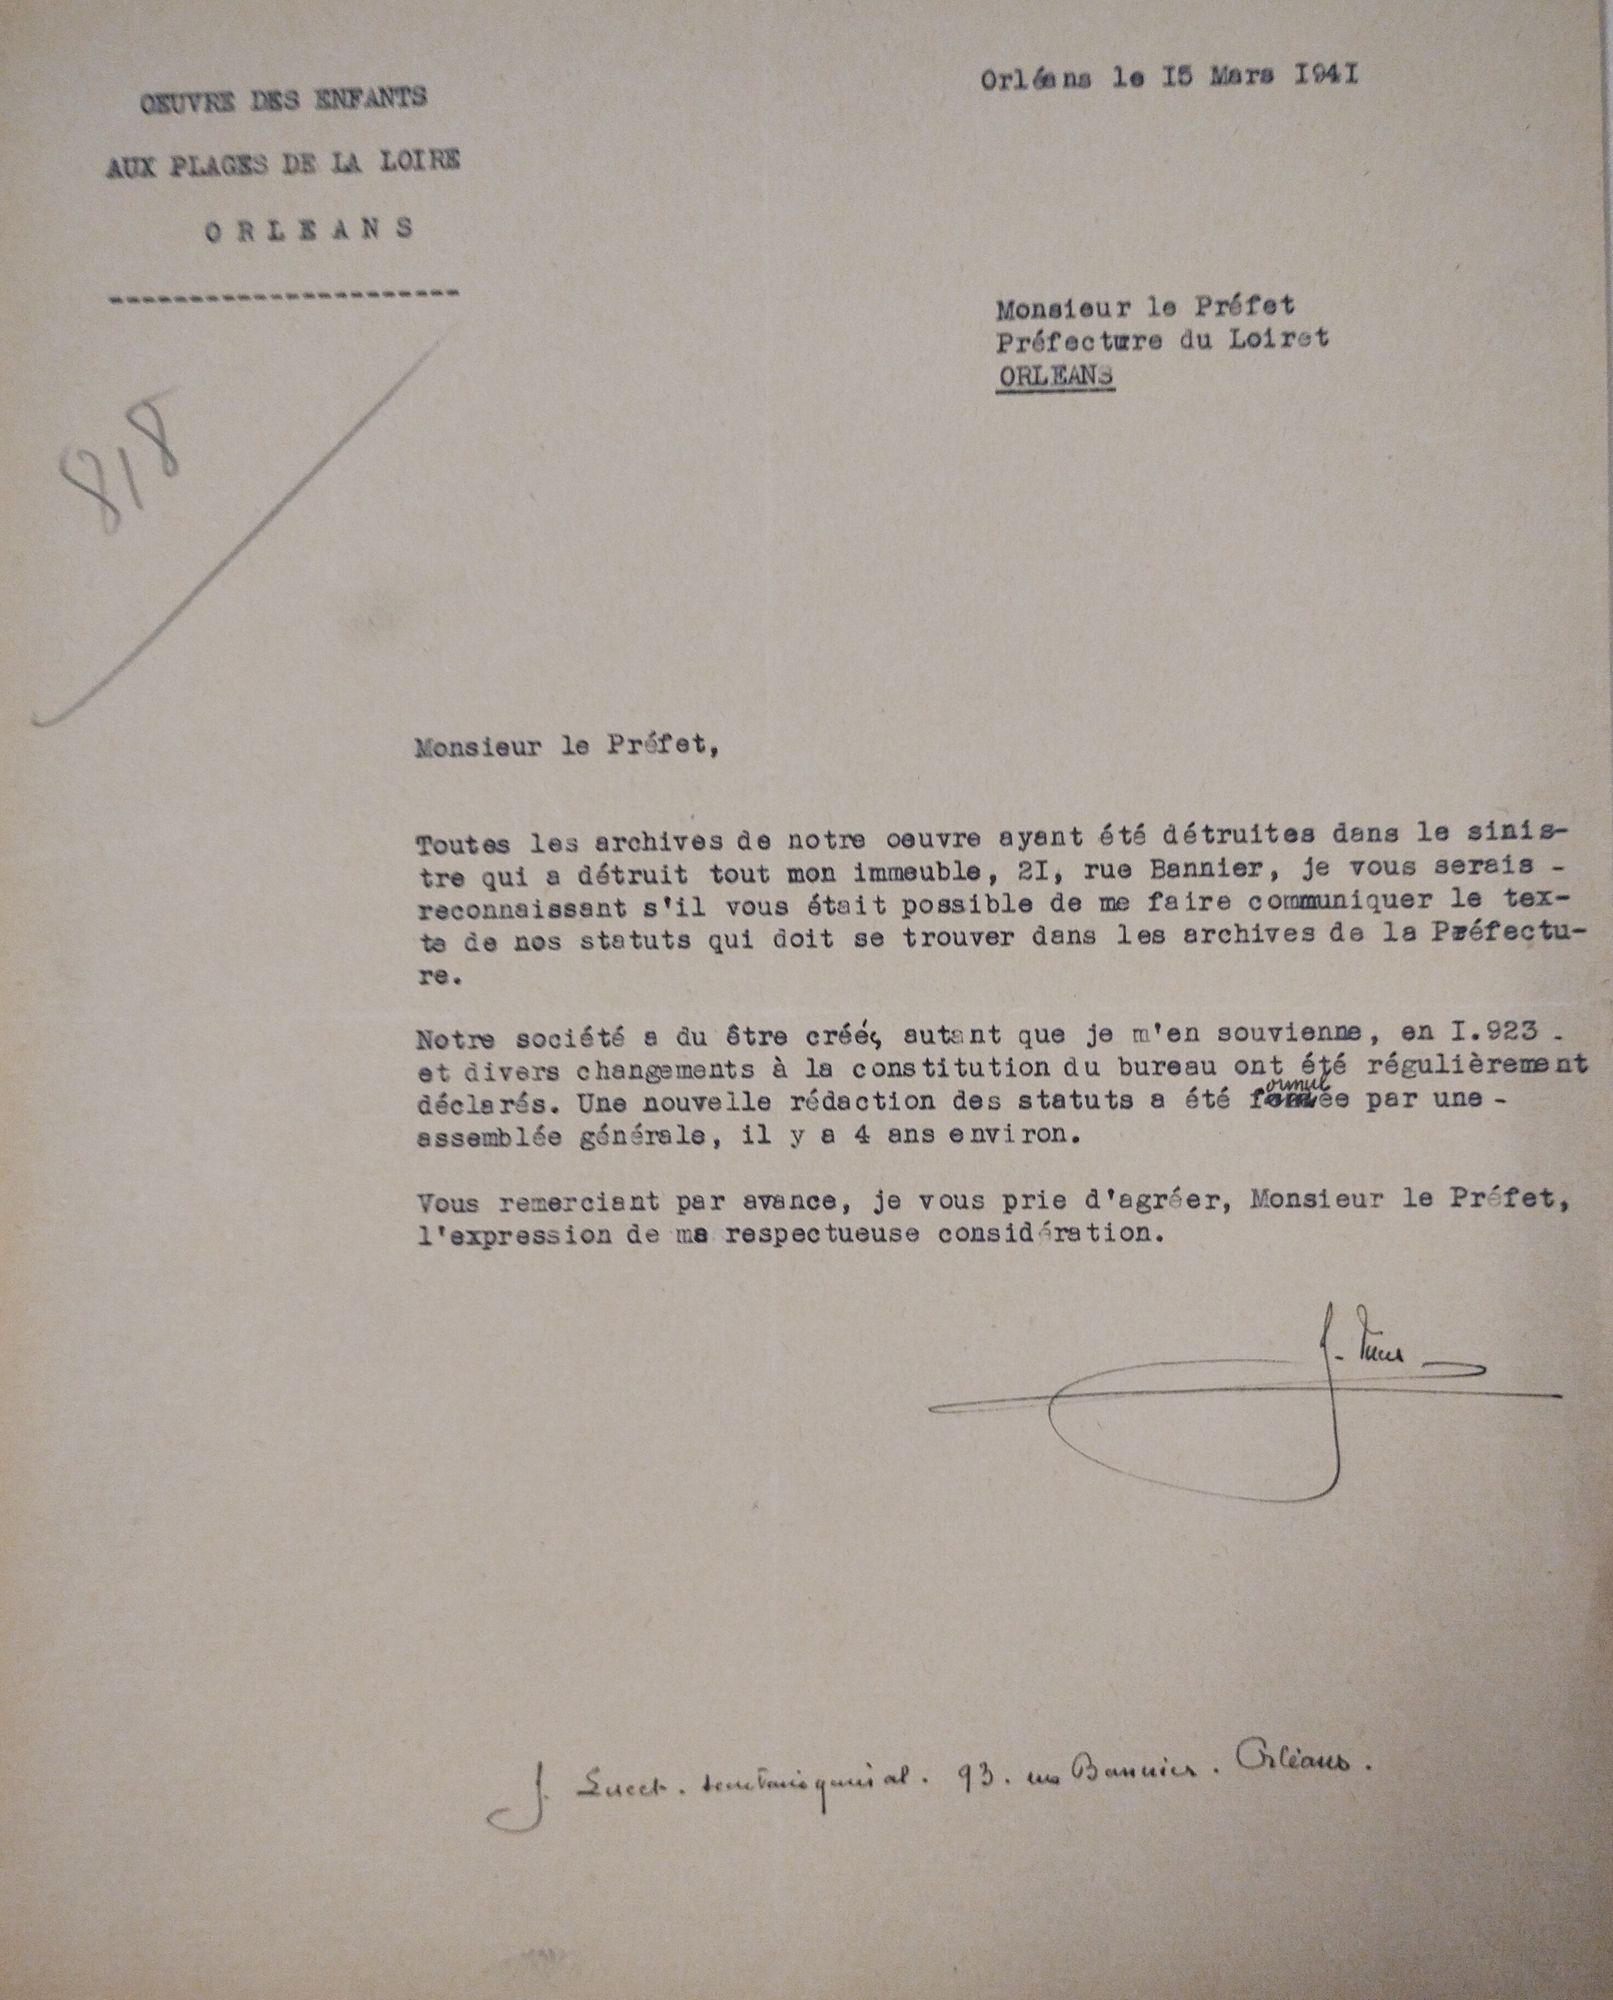 OEUVRE DES ENFANTS
AUX PLAGES DE LA LOIRE
O R L E A N S
----------------------
Orléans le I5 Mars I94I
Monsieur le Préfet
Préfecture du Loiret
ORLEANS
818
Monsieur le Préfet,
Toutes les archives de notre oeuvre ayant été détruites dans le sinis-
tre qui a détruit tout mon immeuble, 2I, rue Bannier, je vous serais -
reconnaissant s'il vous était possible de me faire communiquer le tex-
te de nos statuts qui doit se trouver dans les archives de la Préfectu-
re.
Notre société a du être créé, autant que je m'en souvienne, en I.923 -
et divers changements à la constitution du bureau ont été régulièrement
déclarés. Une nouvelle rédaction des statuts a été formulée par une -
assemblée générale, il y a 4 ans environ.
Vous remerciant par avance, je vous prie d'agréer, Monsieur le Préfet,
l'expression de ma respectueuse considération.
J. secrétaire général. 93. rue Bannier. Orléans.